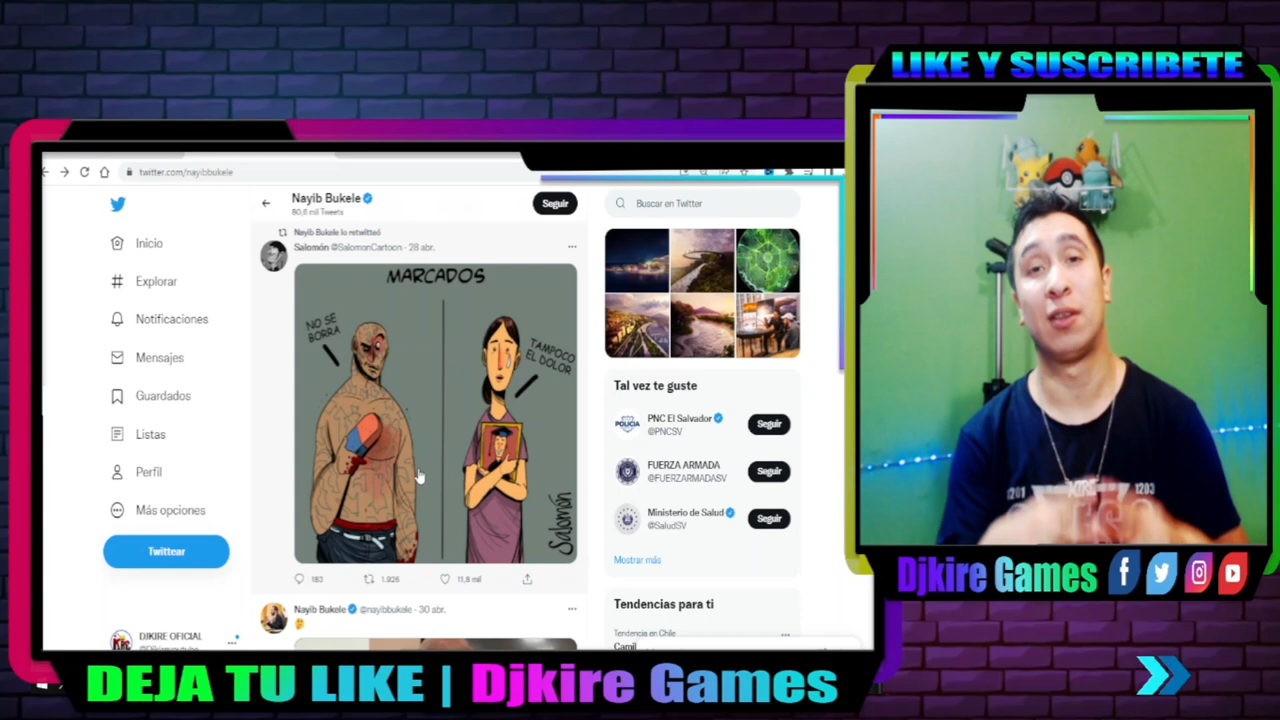 LIKE Y SUSCRIBETE
twitter.com/nayibbukele
Inicio
Explorar
Notificaciones
Mensajes
Guardados
Listas
Perfil
Más opciones
Twittear
DJKIRE OFICIAL
Nayib Bukele
80,6 mil Tweets
Seguir
Nayib Bukele lo retwitteó
Salomón @SalomonCartoon · 28 abr.
MARCADOS
NO SE
BORRA
TAMPOCO
EL DOLOR
Salomón
183
1.926
11,8 mil
Nayib Bukele @nayibbukele · 30 abr.
Buscar en Twitter
Tal vez te guste
POLICIA
PNC El Salvador
@PNCSV
Seguir
FUERZA ARMADA
@FUERZARMADASV
Seguir
Ministerio de Salud
@SaludSV
Seguir
Mostrar más
Tendencias para ti
Tendencia en Chile
Camil
1201
1203
Djkire Games
DEJA TU LIKE | Djkire Games